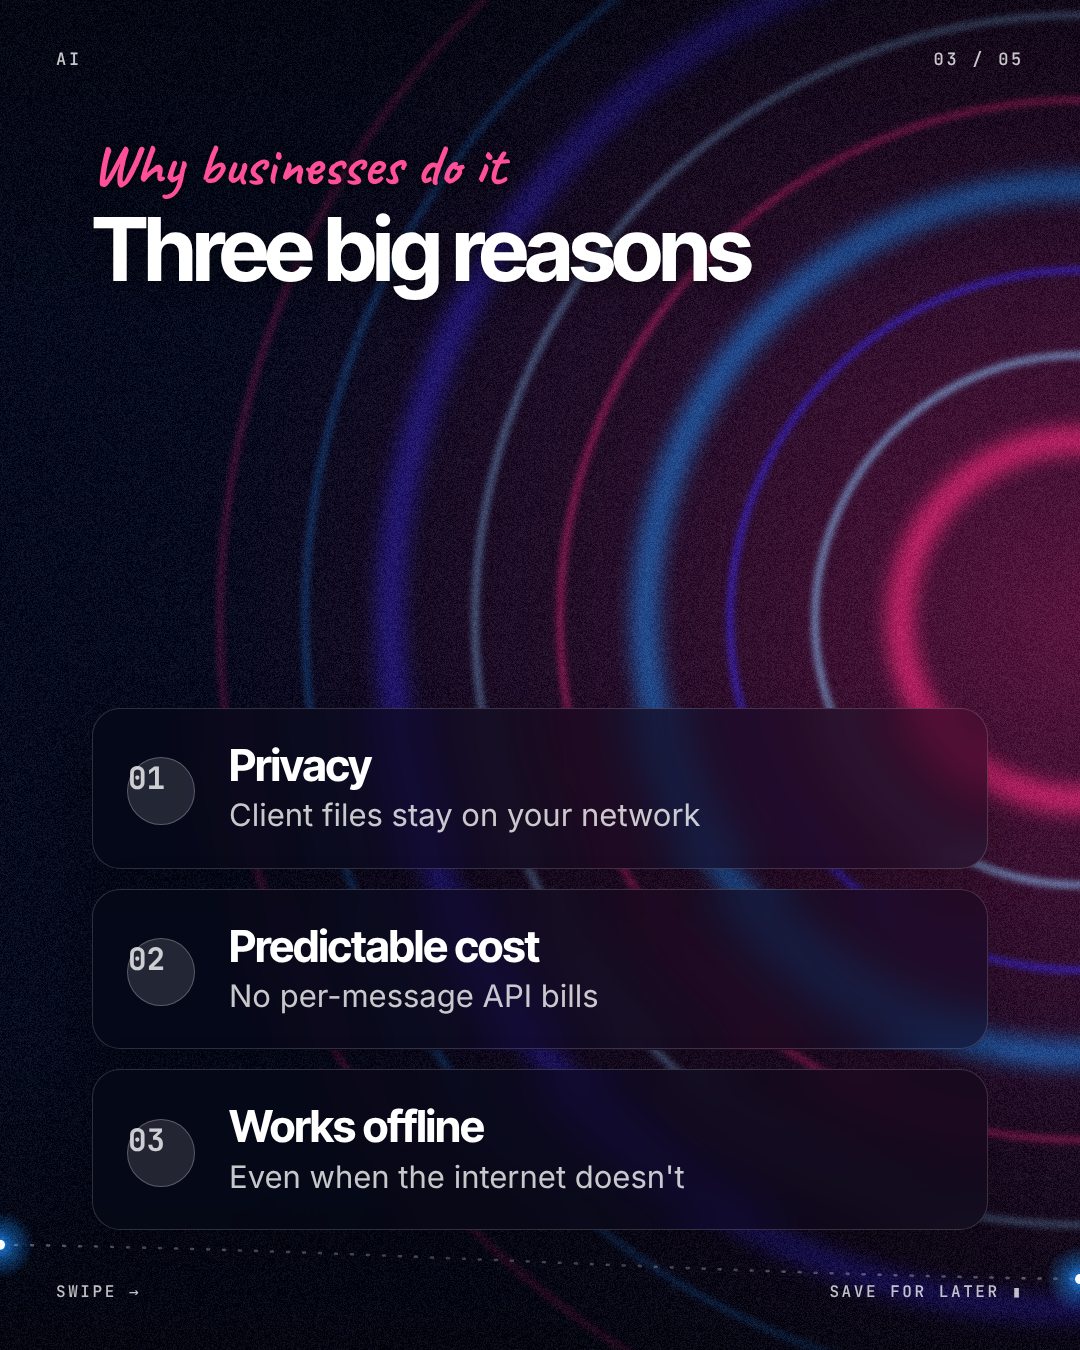 AI
03 / 05
Why businesses do it
Three big reasons
01
Privacy
Client files stay on your network
02
Predictable cost
No per-message API bills
03
Works offline
Even when the internet doesn't
SWIPE →
SAVE FOR LATER ▮